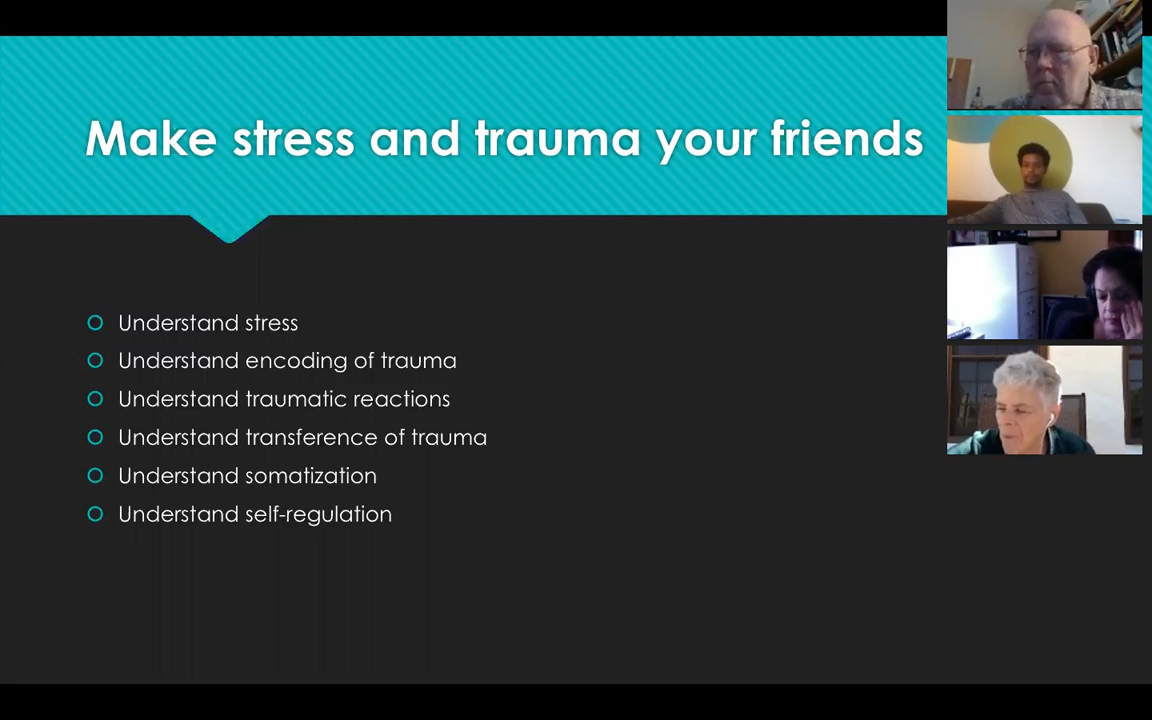 Make stress and trauma your friends
Understand stress
Understand encoding of trauma
Understand traumatic reactions
Understand transference of trauma
Understand somatization
Understand self-regulation